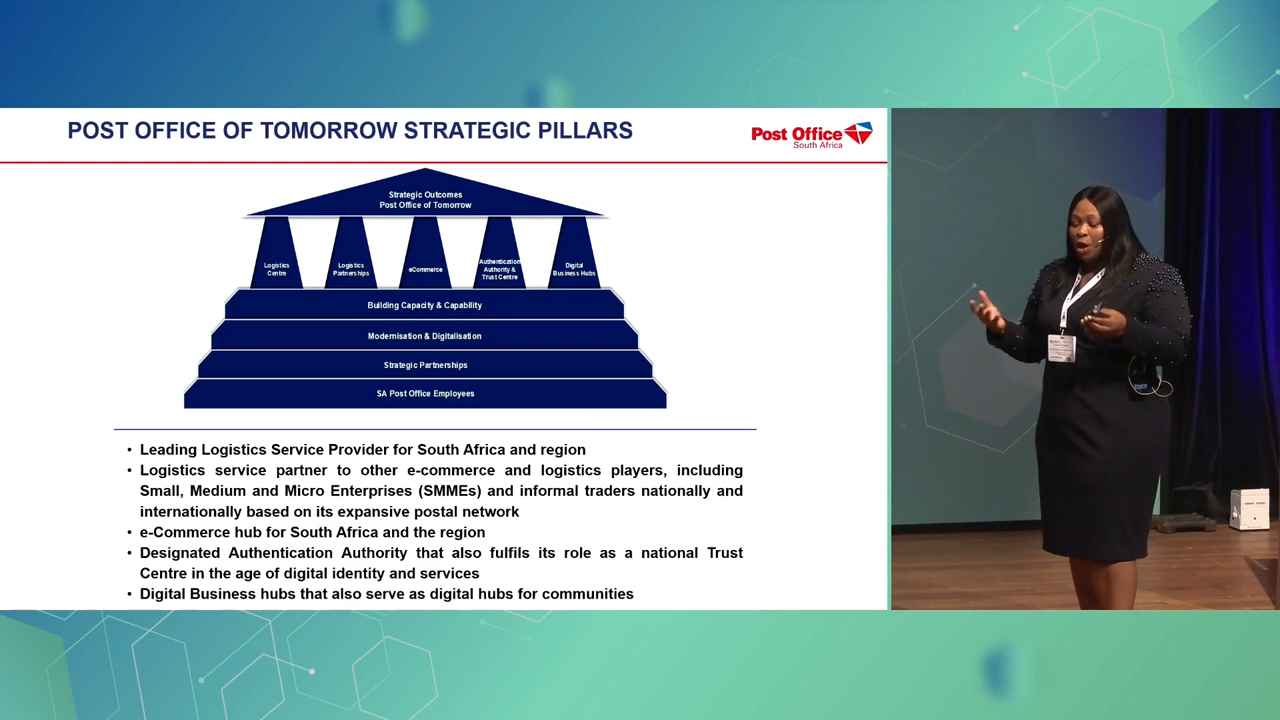 POST OFFICE OF TOMORROW STRATEGIC PILLARS
Post Office
South Africa
Strategic Outcomes
Post Office of Tomorrow
Logistics
Centre
Logistics
Partnerships
eCommerce
Authentication
Authority &
Trust Centre
Digital
Business Hubs
Building Capacity & Capability
Modernisation & Digitalisation
Strategic Partnerships
SA Post Office Employees
• Leading Logistics Service Provider for South Africa and region
• Logistics service partner to other e-commerce and logistics players, including
Small, Medium and Micro Enterprises (SMMEs) and informal traders nationally and
internationally based on its expansive postal network
• e-Commerce hub for South Africa and the region
• Designated Authentication Authority that also fulfils its role as a national Trust
Centre in the age of digital identity and services
• Digital Business hubs that also serve as digital hubs for communities